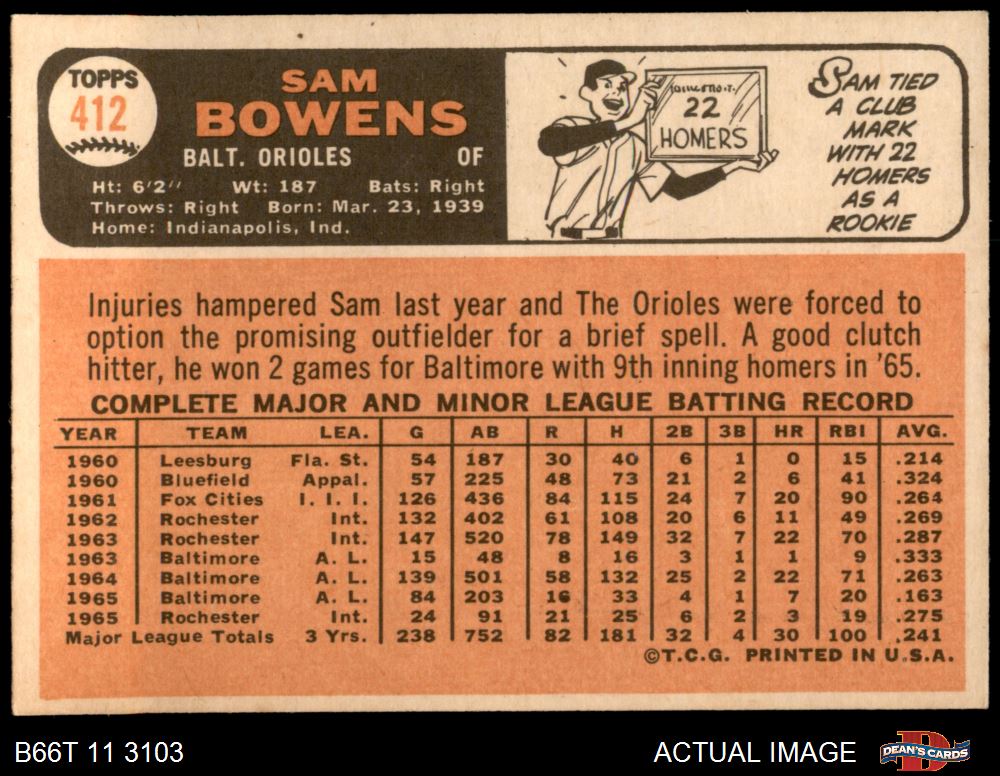 TOPPS
412
SAM
BOWENS
BALT. ORIOLES OF
Ht: 6'2" Wt: 187 Bats: Right
Throws: Right Born: Mar. 23, 1939
Home: Indianapolis, Ind.
22
HOMERS
SAM TIED
A CLUB
MARK
WITH 22
HOMERS
AS A
ROOKIE
Injuries hampered Sam last year and The Orioles were forced to
option the promising outfielder for a brief spell. A good clutch
hitter, he won 2 games for Baltimore with 9th inning homers in '65.
COMPLETE MAJOR AND MINOR LEAGUE BATTING RECORD
YEAR TEAM LEA. G AB R H 2B 3B HR RBI AVG.
1960 Leesburg Fla. St. 54 187 30 40 6 1 0 15 .214
1960 Bluefield Appal. 57 225 48 73 21 2 6 41 .324
1961 Fox Cities I. I. I. 126 436 84 115 24 7 20 90 .264
1962 Rochester Int. 132 402 61 108 20 6 11 49 .269
1963 Rochester Int. 147 520 78 149 32 7 22 70 .287
1963 Baltimore A. L. 15 48 8 16 3 1 1 9 .333
1964 Baltimore A. L. 139 501 58 132 25 2 22 71 .263
1965 Baltimore A. L. 84 203 16 33 4 1 7 20 .163
1965 Rochester Int. 24 91 21 25 6 2 3 19 .275
Major League Totals 3 Yrs. 238 752 82 181 32 4 30 100 .241
©T.C.G. PRINTED IN U.S.A.
B66T 11 3103 ACTUAL IMAGE DEAN'S CARDS